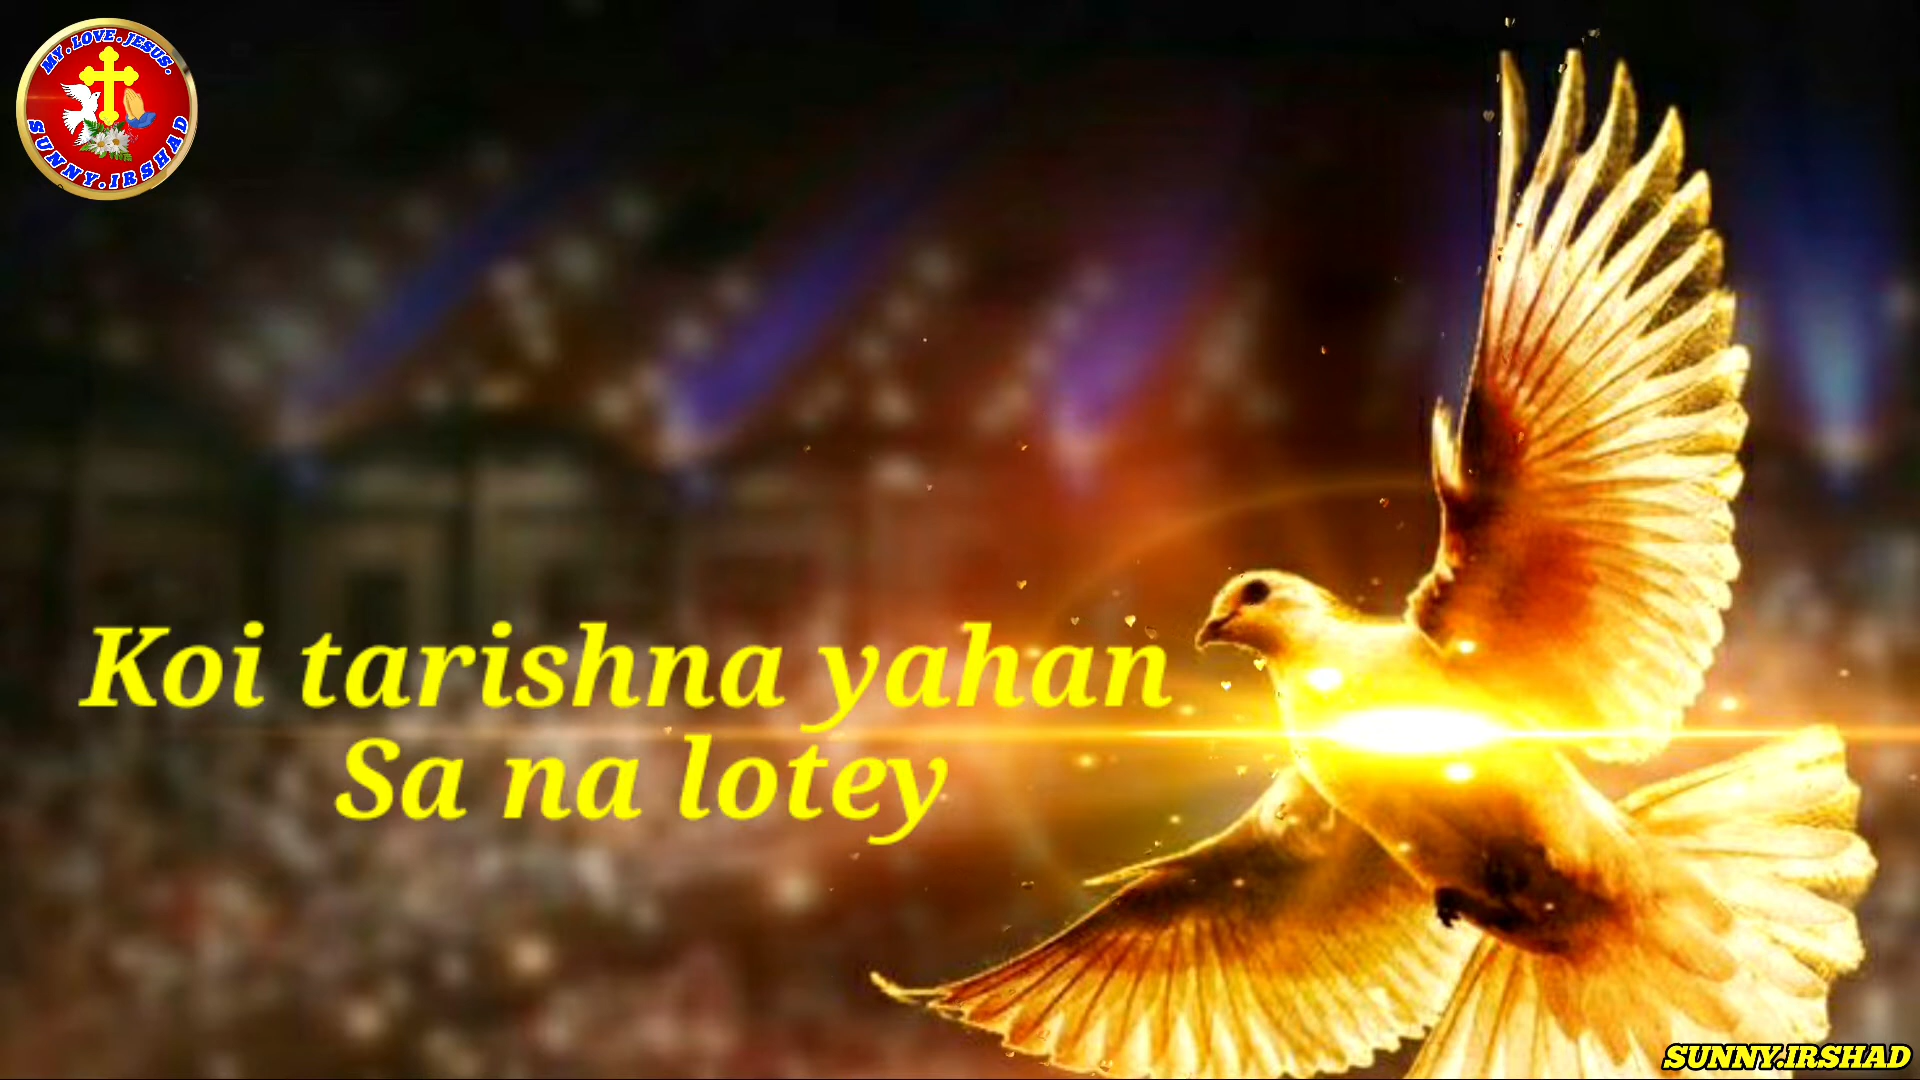 MY.LOVE.JESUS.
SUNNY.IRSHAD
Koi tarishna yahan
Sa na lotey
SUNNY.IRSHAD